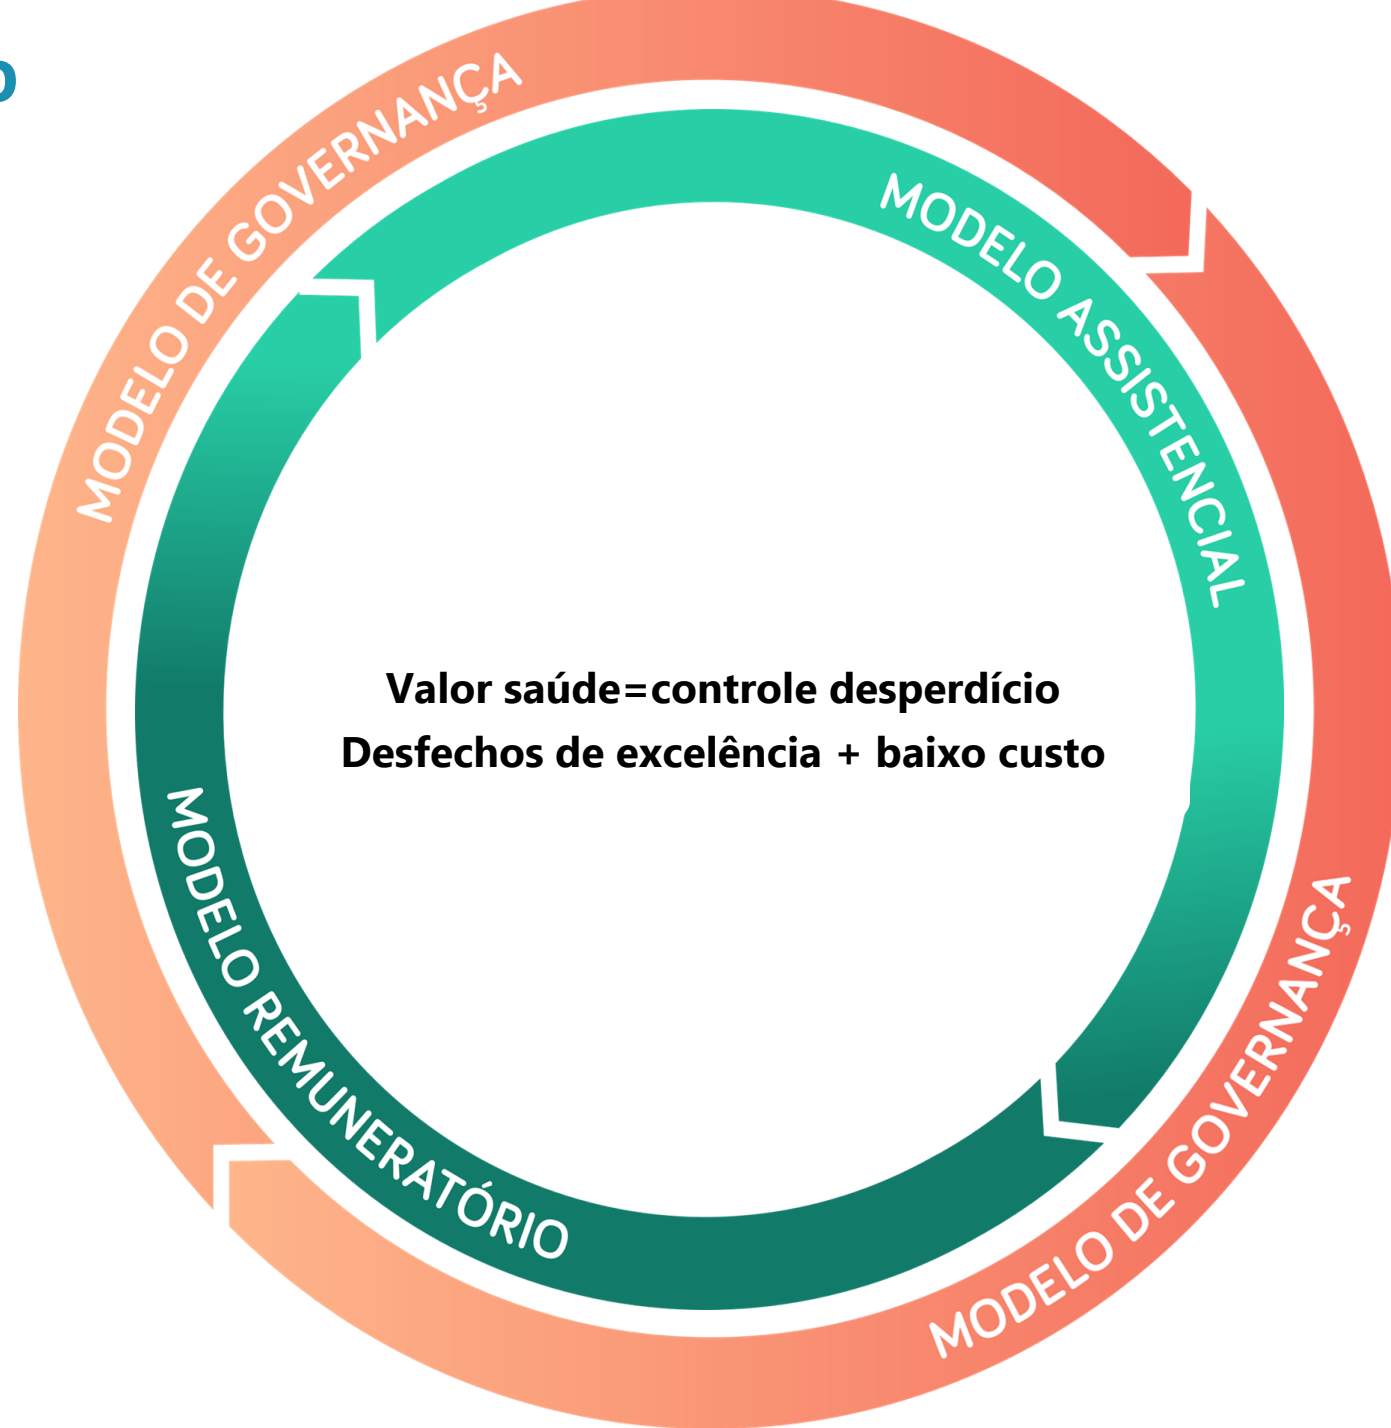 MODELO DE GOVERNANÇA
MODELO ASSISTENCIAL
Valor saúde=controle desperdício
Desfechos de excelência + baixo custo
MODELO REMUNERATÓRIO
MODELO DE GOVERNANÇA